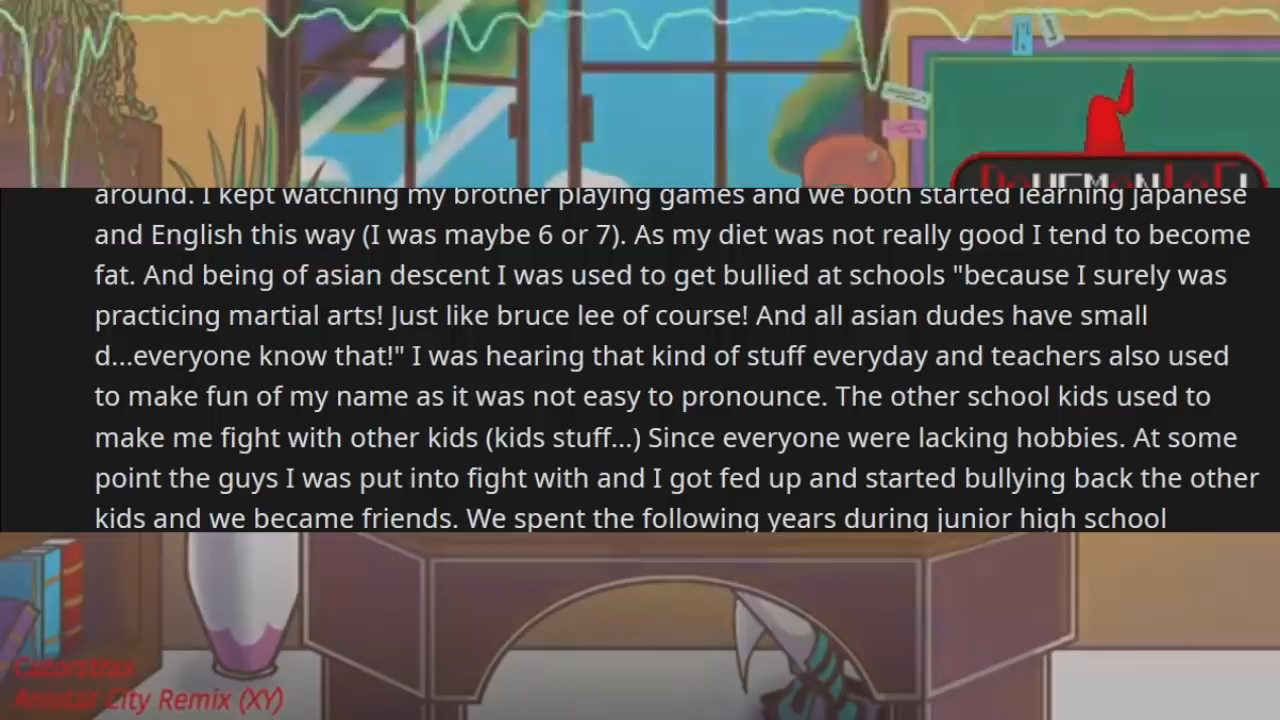 around. I kept watching my brother playing games and we both started learning japanese
and English this way (I was maybe 6 or 7). As my diet was not really good I tend to become
fat. And being of asian descent I was used to get bullied at schools "because I surely was
practicing martial arts! Just like bruce lee of course! And all asian dudes have small
d...everyone know that!" I was hearing that kind of stuff everyday and teachers also used
to make fun of my name as it was not easy to pronounce. The other school kids used to
make me fight with other kids (kids stuff...) Since everyone were lacking hobbies. At some
point the guys I was put into fight with and I got fed up and started bullying back the other
kids and we became friends. We spent the following years during junior high school
City Remix (XY)